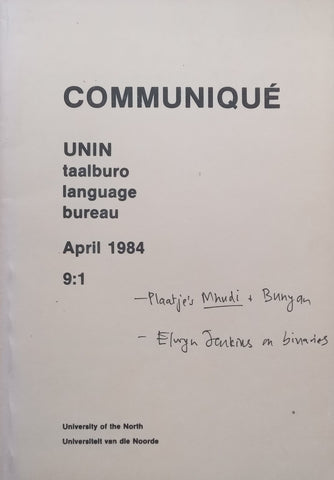 COMMUNIQUÉ
UNIN
taalburo
language
bureau
April 1984
9:1
– Plaatje's Mhudi + Bunyan
– Elwyn Jenkins on binaries
University of the North
Universiteit van die Noorde